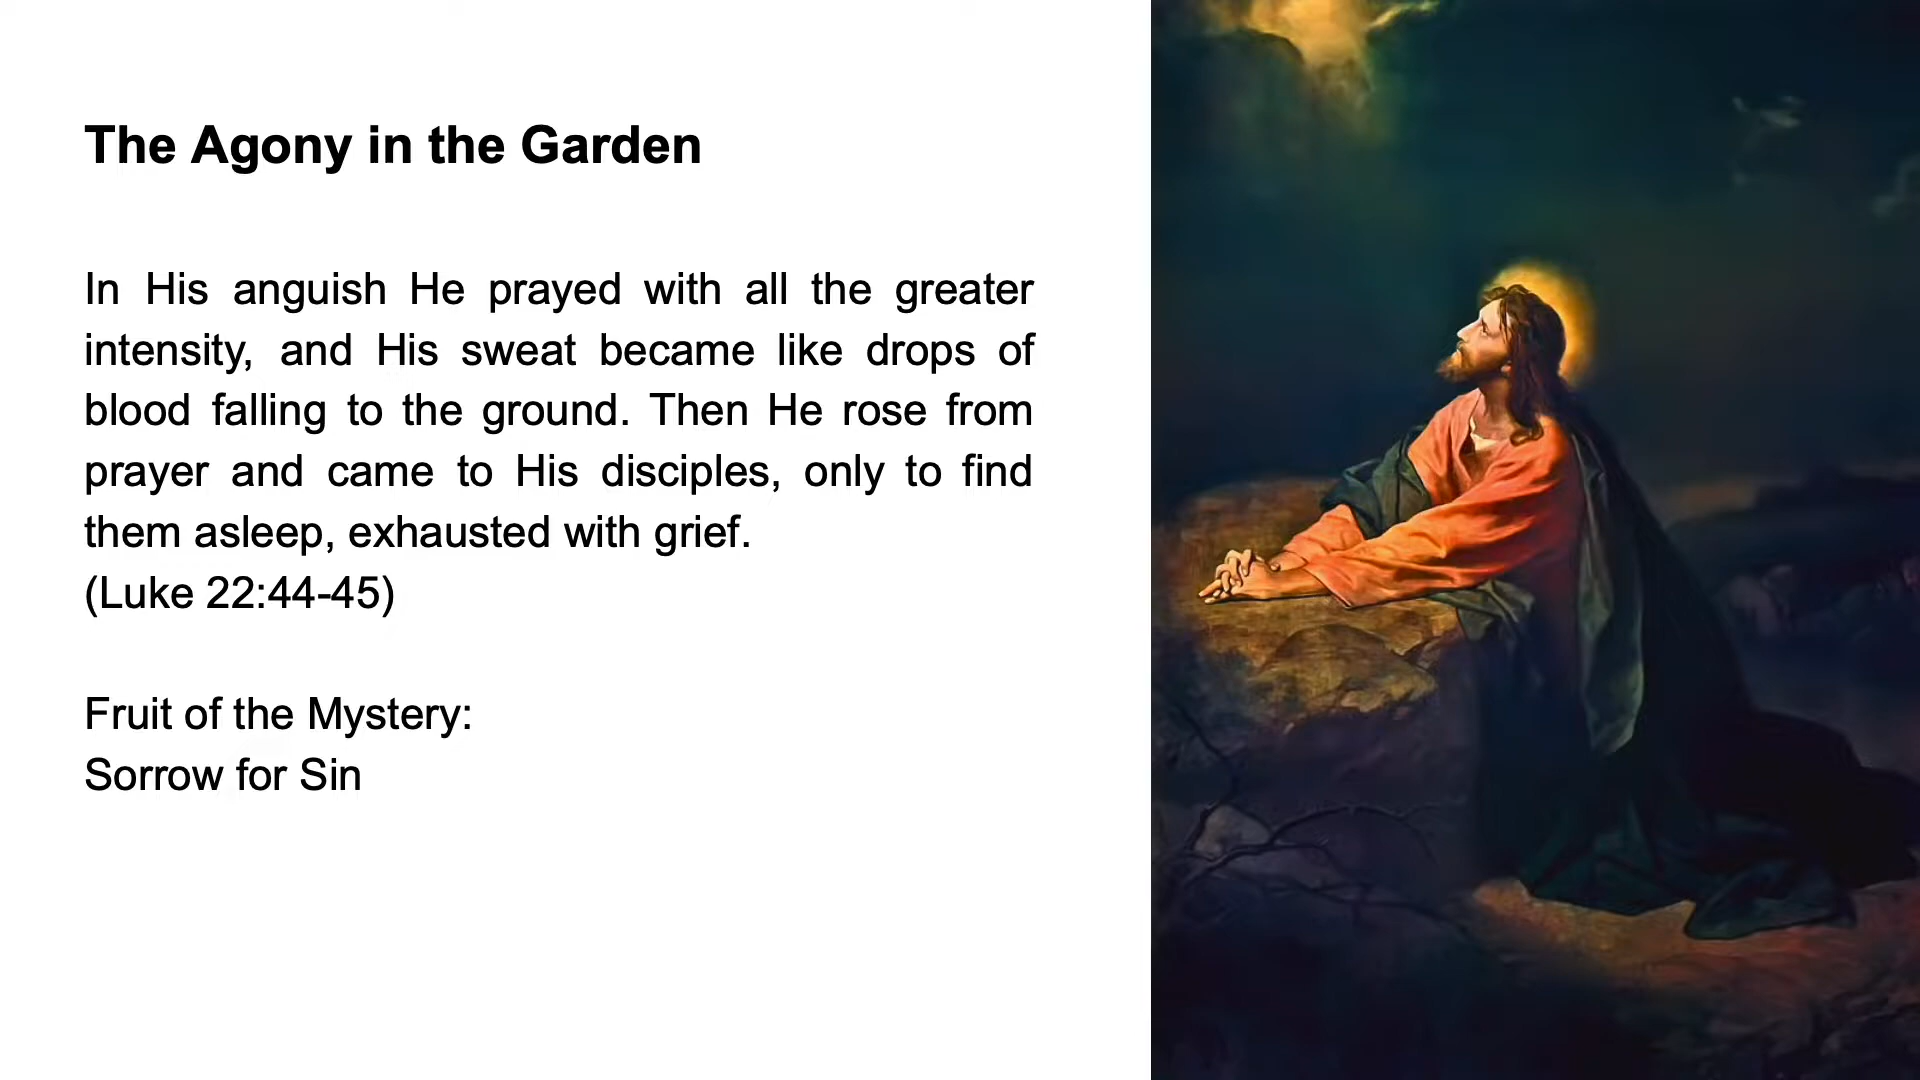 The Agony in the Garden
In His anguish He prayed with all the greater
intensity, and His sweat became like drops of
blood falling to the ground. Then He rose from
prayer and came to His disciples, only to find
them asleep, exhausted with grief.
(Luke 22:44-45)
Fruit of the Mystery:
Sorrow for Sin